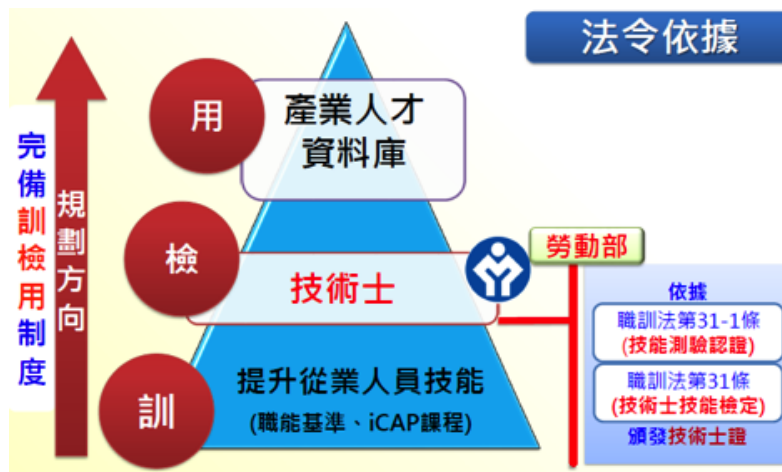 法令依據
完備訓檢用制度
規劃方向
用
產業人才
資料庫
檢
技術士
勞動部
依據
職訓法第31-1條
(技能測驗認證)
職訓法第31條
(技術士技能檢定)
頒發技術士證
訓
提升從業人員技能
(職能基準、iCAP課程)